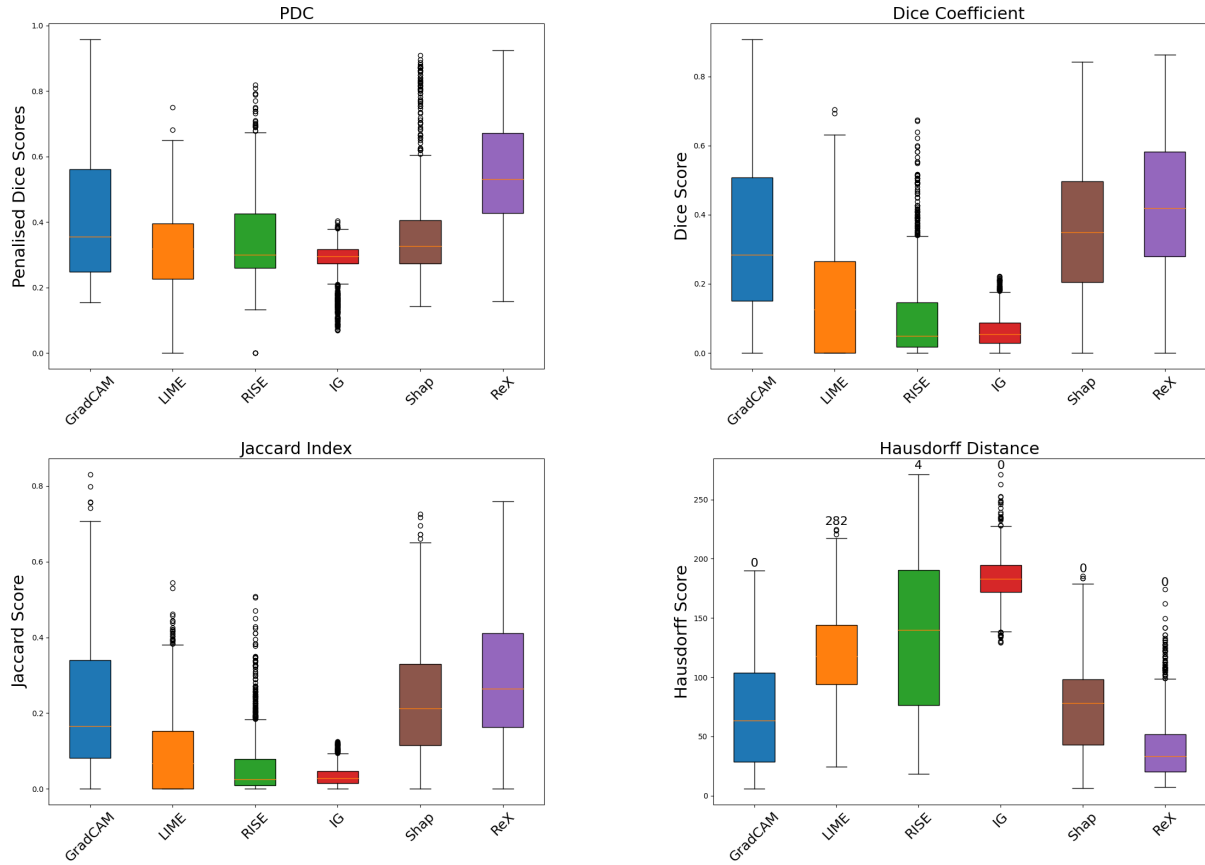 PDC
Penalised Dice Scores
1.0
0.8
0.6
0.4
0.2
0.0
GradCAM
LIME
RISE
IG
Shap
ReX
Dice Coefficient
Dice Score
0.8
0.6
0.4
0.2
0.0
GradCAM
LIME
RISE
IG
Shap
ReX
Jaccard Index
Jaccard Score
0.8
0.6
0.4
0.2
0.0
GradCAM
LIME
RISE
IG
Shap
ReX
Hausdorff Distance
Hausdorff Score
250
200
150
100
50
0
0
282
4
0
0
0
GradCAM
LIME
RISE
IG
Shap
ReX